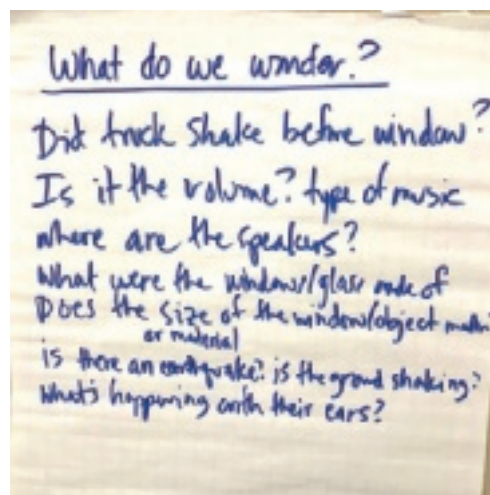 What do we wonder?
Did truck shake before window?
Is it the volume? type of music
where are the speakers?
What were the windows/glass made of
Does the size of the window/object
or material
is there an earthquake? is the ground shaking?
What's happening with their ears?